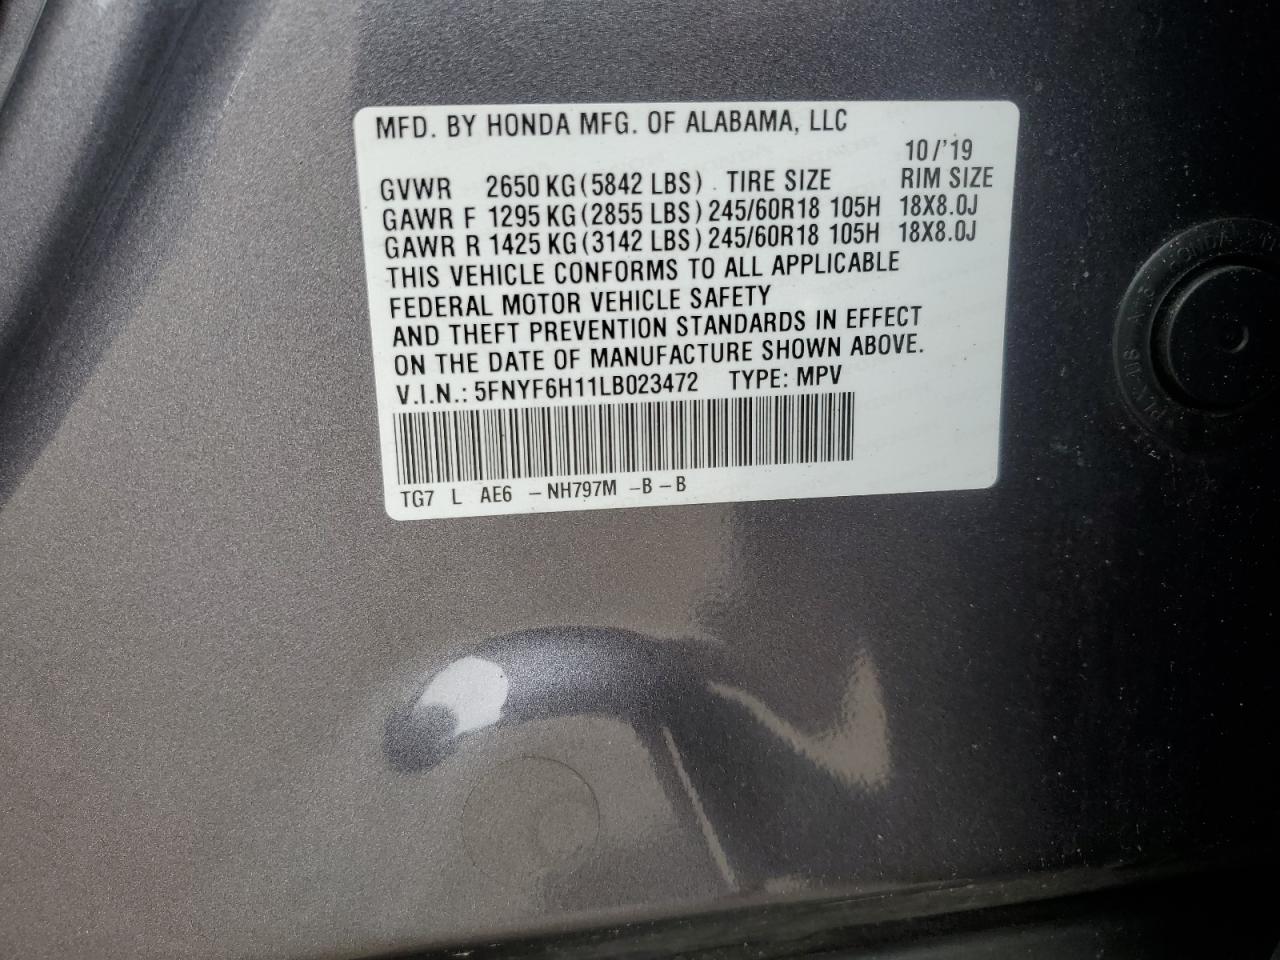 MFD. BY HONDA MFG. OF ALABAMA, LLC
10/'19
GVWR 2650 KG (5842 LBS) TIRE SIZE RIM SIZE
GAWR F 1295 KG (2855 LBS) 245/60R18 105H 18X8.0J
GAWR R 1425 KG (3142 LBS) 245/60R18 105H 18X8.0J
THIS VEHICLE CONFORMS TO ALL APPLICABLE
FEDERAL MOTOR VEHICLE SAFETY
AND THEFT PREVENTION STANDARDS IN EFFECT
ON THE DATE OF MANUFACTURE SHOWN ABOVE.
V.I.N.: 5FNYF6H11LB023472 TYPE: MPV
TG7 L AE6 -NH797M -B -B